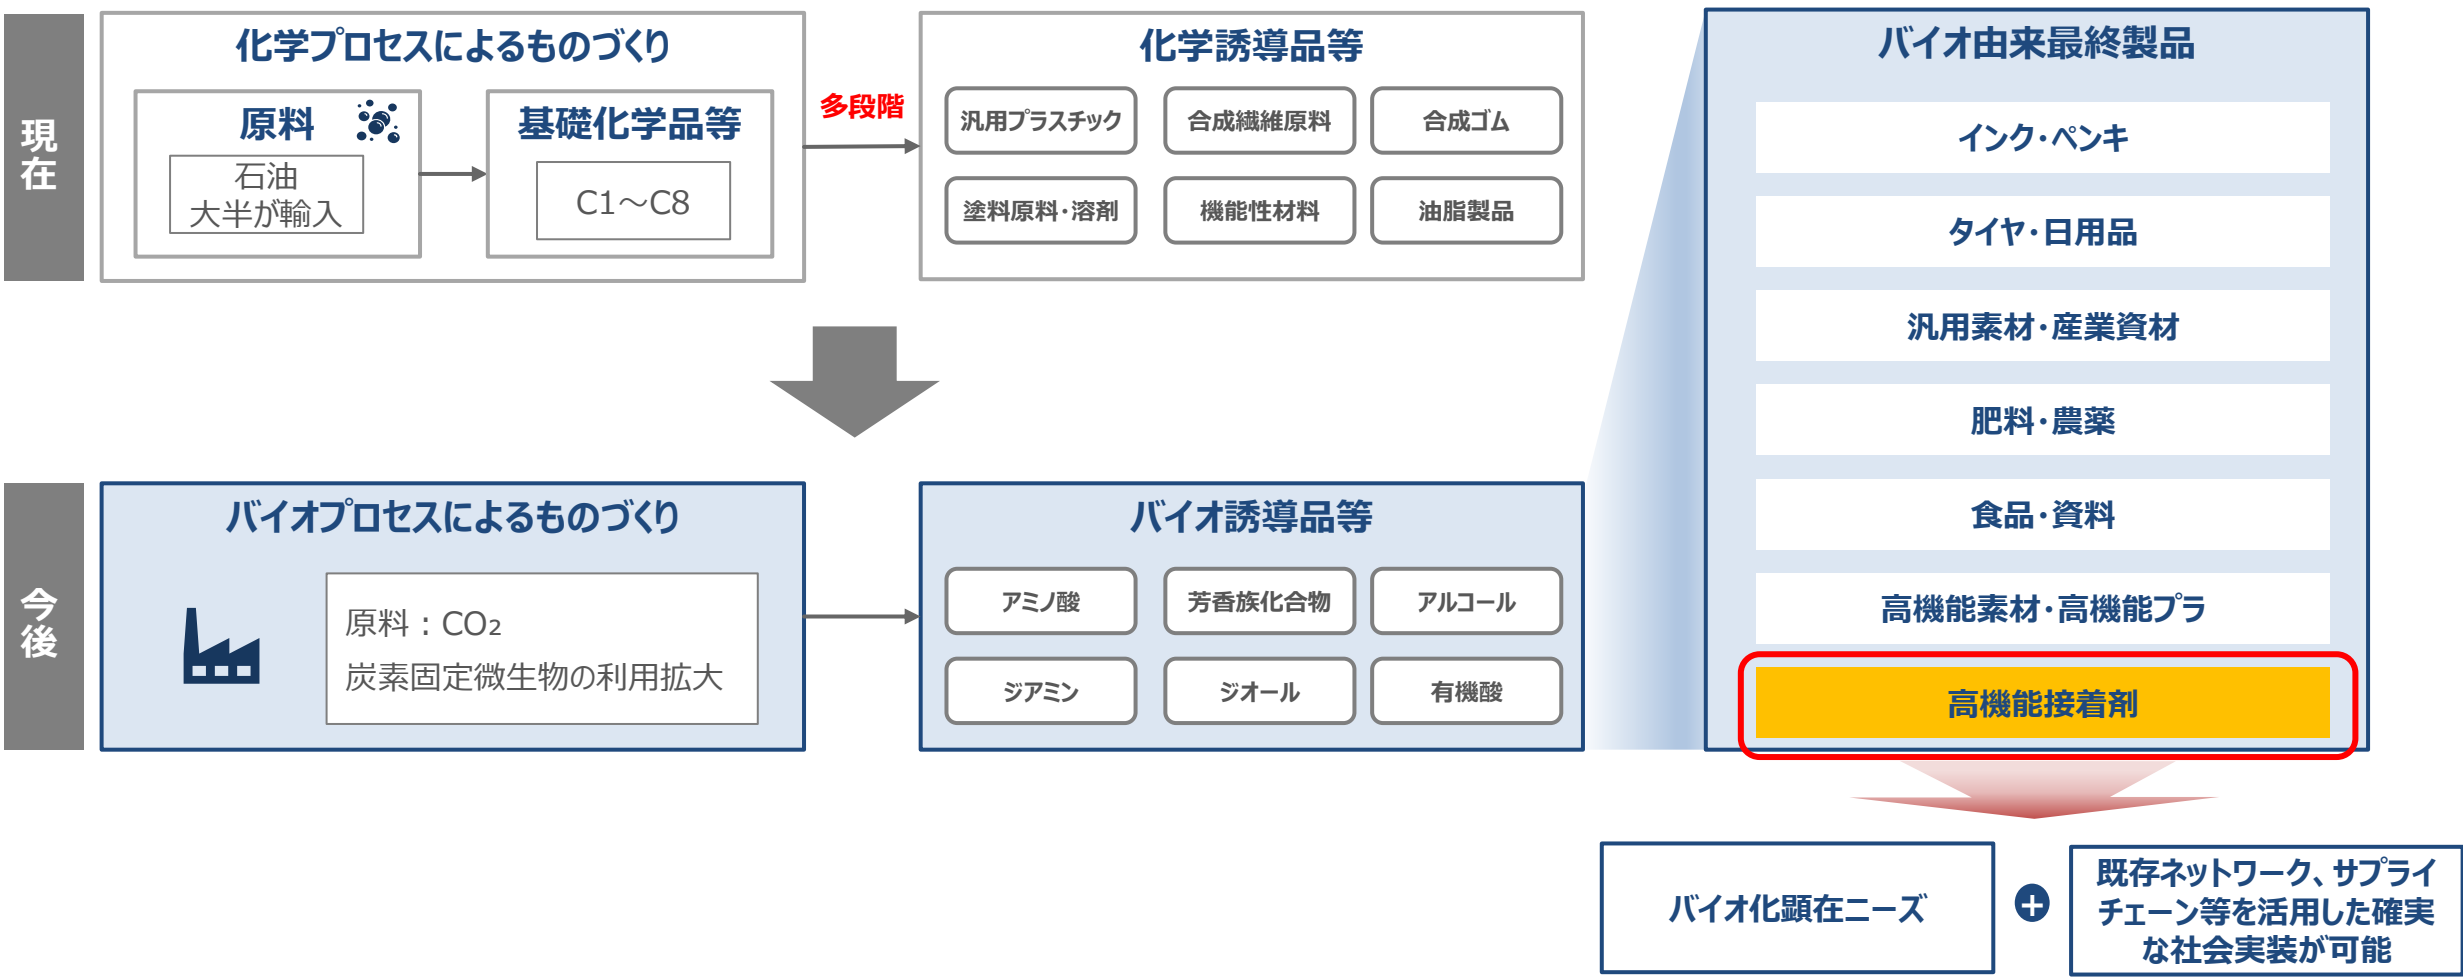 現在
化学プロセスによるものづくり
原料
石油
大半が輸入
基礎化学品等
C1～C8
多段階
化学誘導品等
汎用プラスチック
合成繊維原料
合成ゴム
塗料原料・溶剤
機能性材料
油脂製品
今後
バイオプロセスによるものづくり
原料：CO₂
炭素固定微生物の利用拡大
バイオ誘導品等
アミノ酸
芳香族化合物
アルコール
ジアミン
ジオール
有機酸
バイオ由来最終製品
インク・ペンキ
タイヤ・日用品
汎用素材・産業資材
肥料・農薬
食品・資料
高機能素材・高機能プラ
高機能接着剤
バイオ化顕在ニーズ
+
既存ネットワーク、サプライ
チェーン等を活用した確実
な社会実装が可能